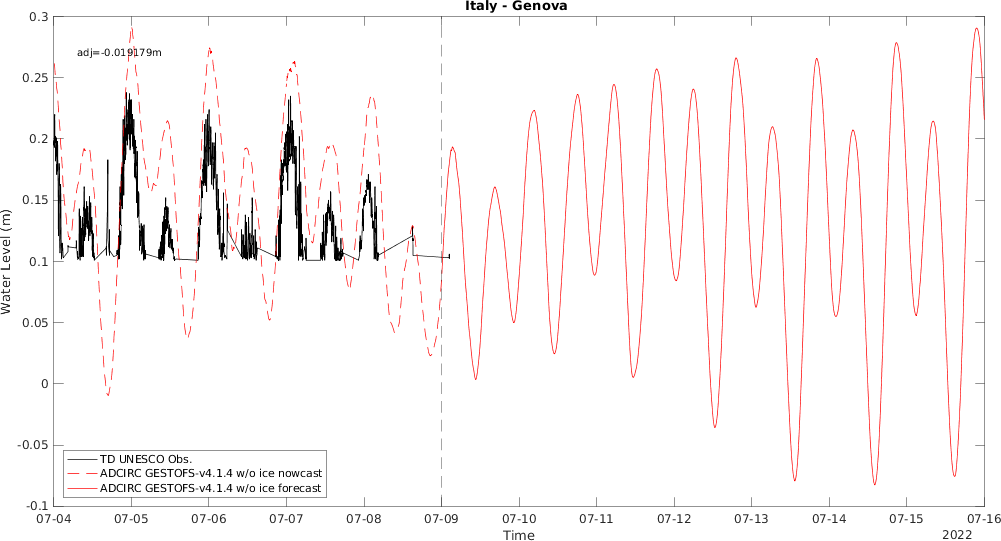 Italy - Genova
adj=-0.019179m
0.3
0.25
0.2
0.15
0.1
0.05
0
-0.05
-0.1
Water Level (m)
TD UNESCO Obs.
ADCIRC GESTOFS-v4.1.4 w/o ice nowcast
ADCIRC GESTOFS-v4.1.4 w/o ice forecast
07-04 07-05 07-06 07-07 07-08 07-09 07-10 07-11 07-12 07-13 07-14 07-15 07-16
Time
2022